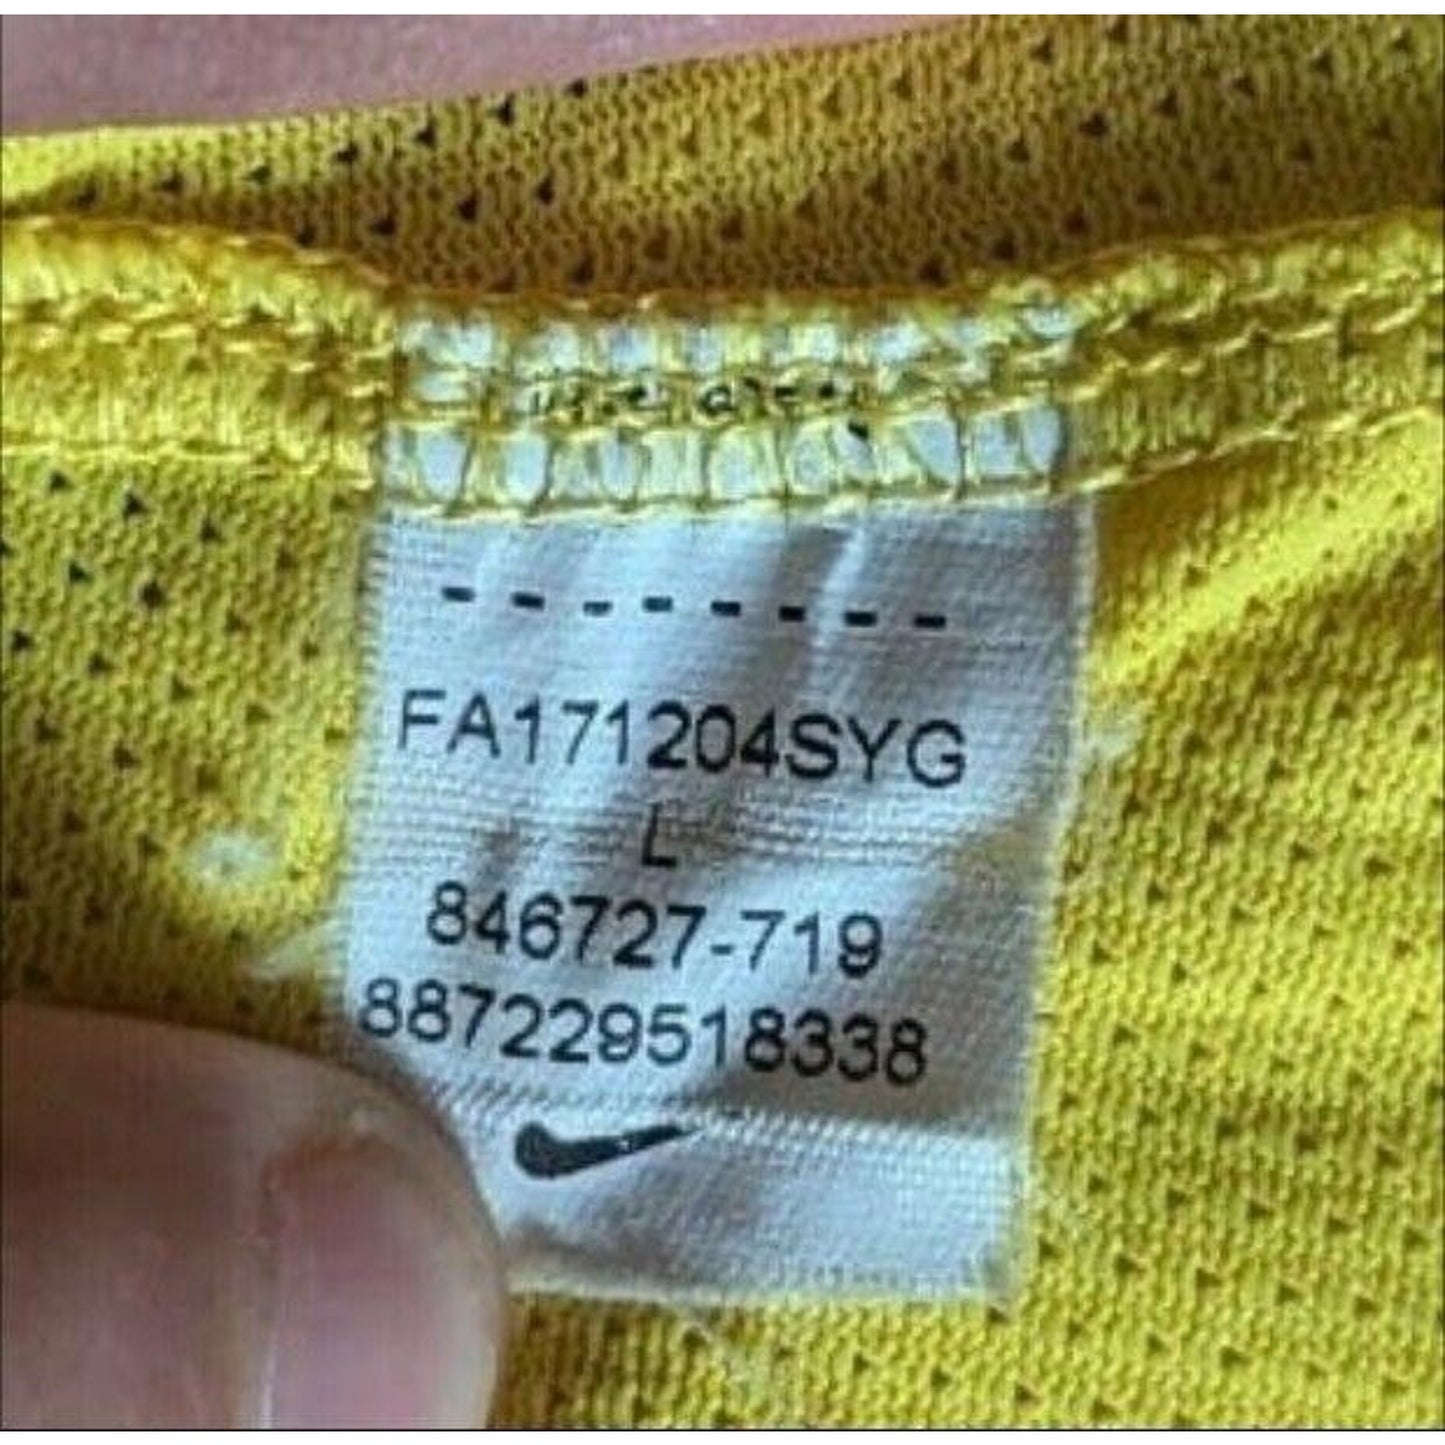 --------
FA171204SYG
L
846727-719
887229518338